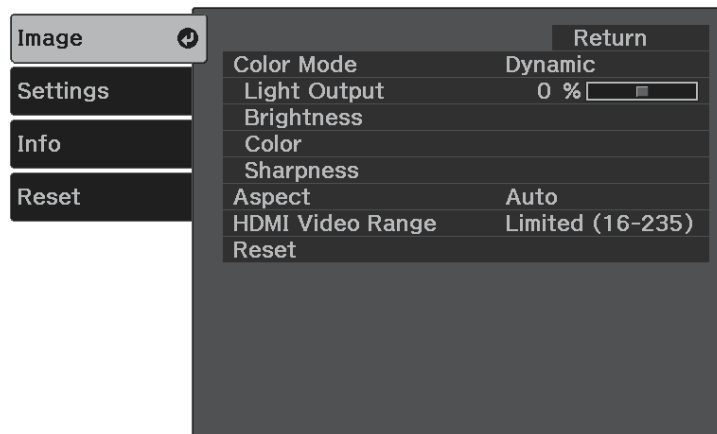 Image
Settings
Info
Reset
Return
Color Mode Dynamic
Light Output 0 %
Brightness
Color
Sharpness
Aspect Auto
HDMI Video Range Limited (16-235)
Reset